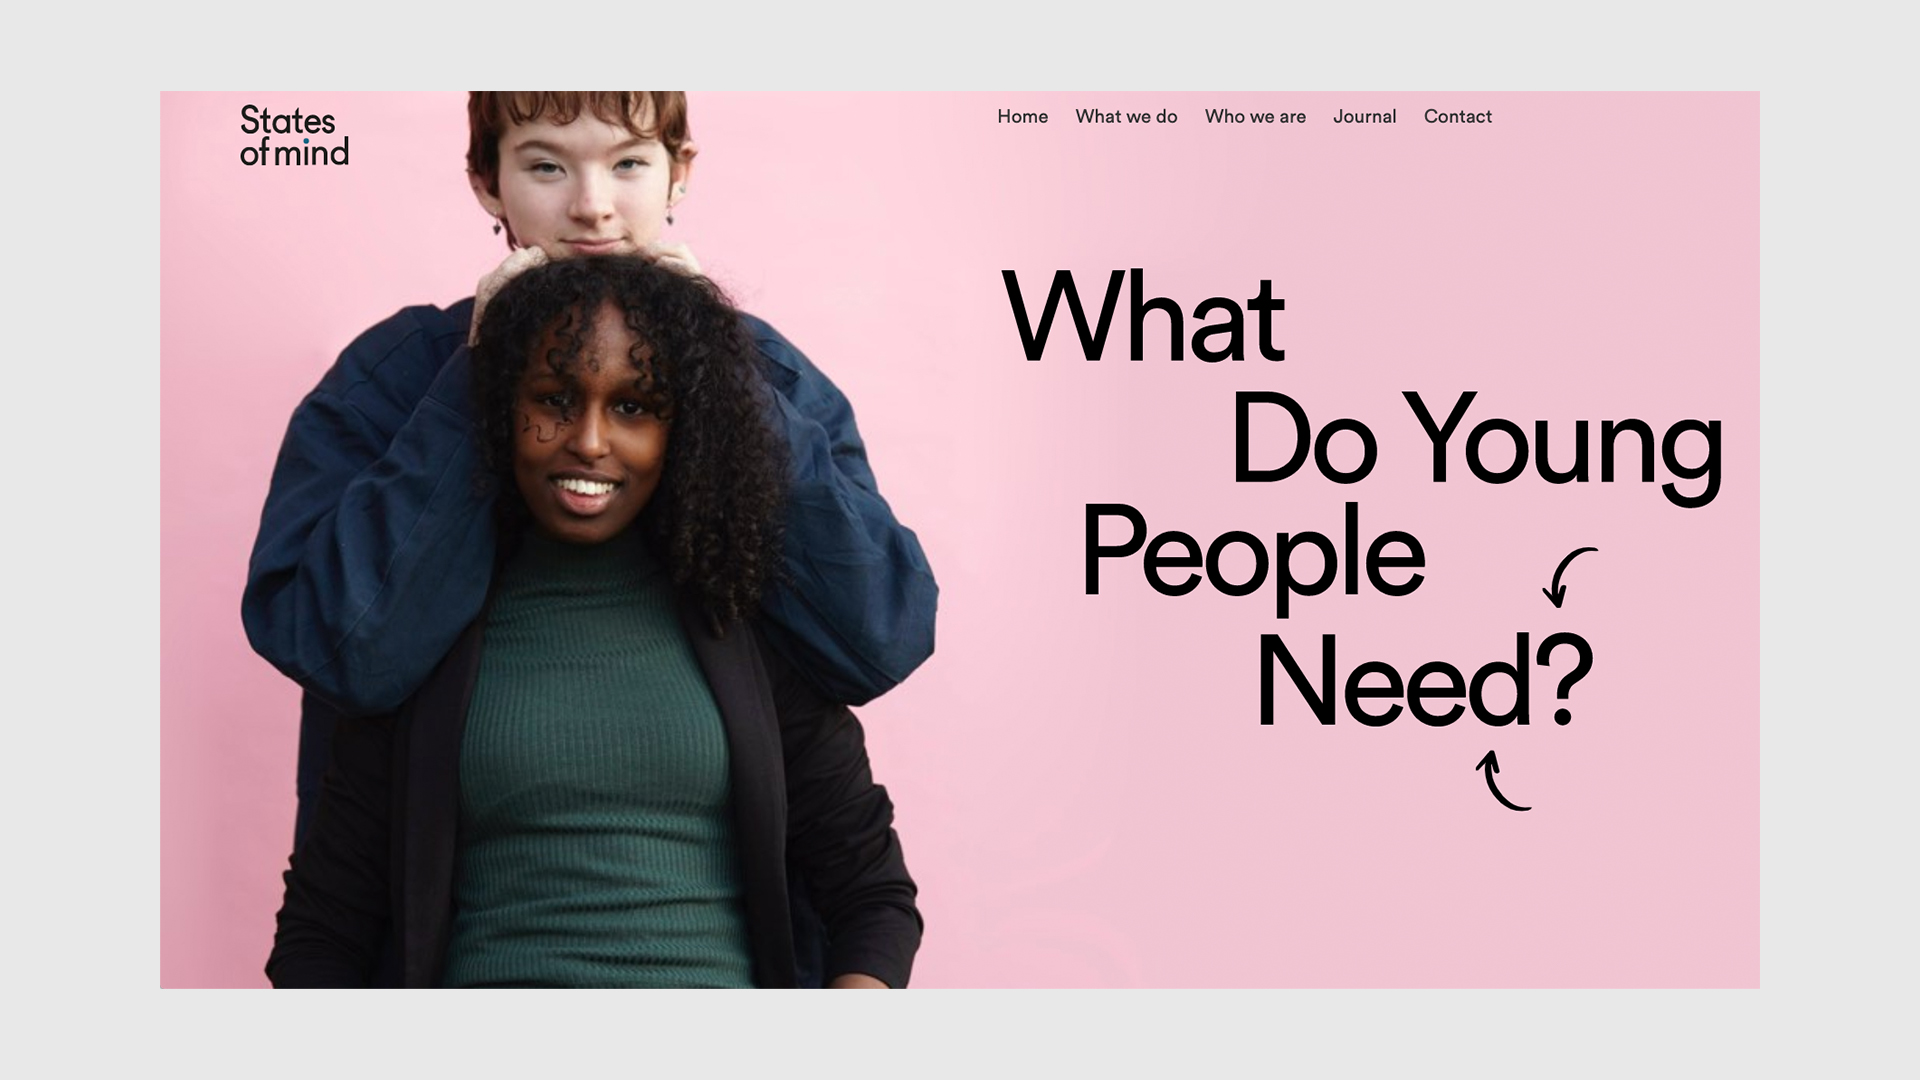 States
of mind
Home What we do Who we are Journal Contact
What
Do Young
People
Need?